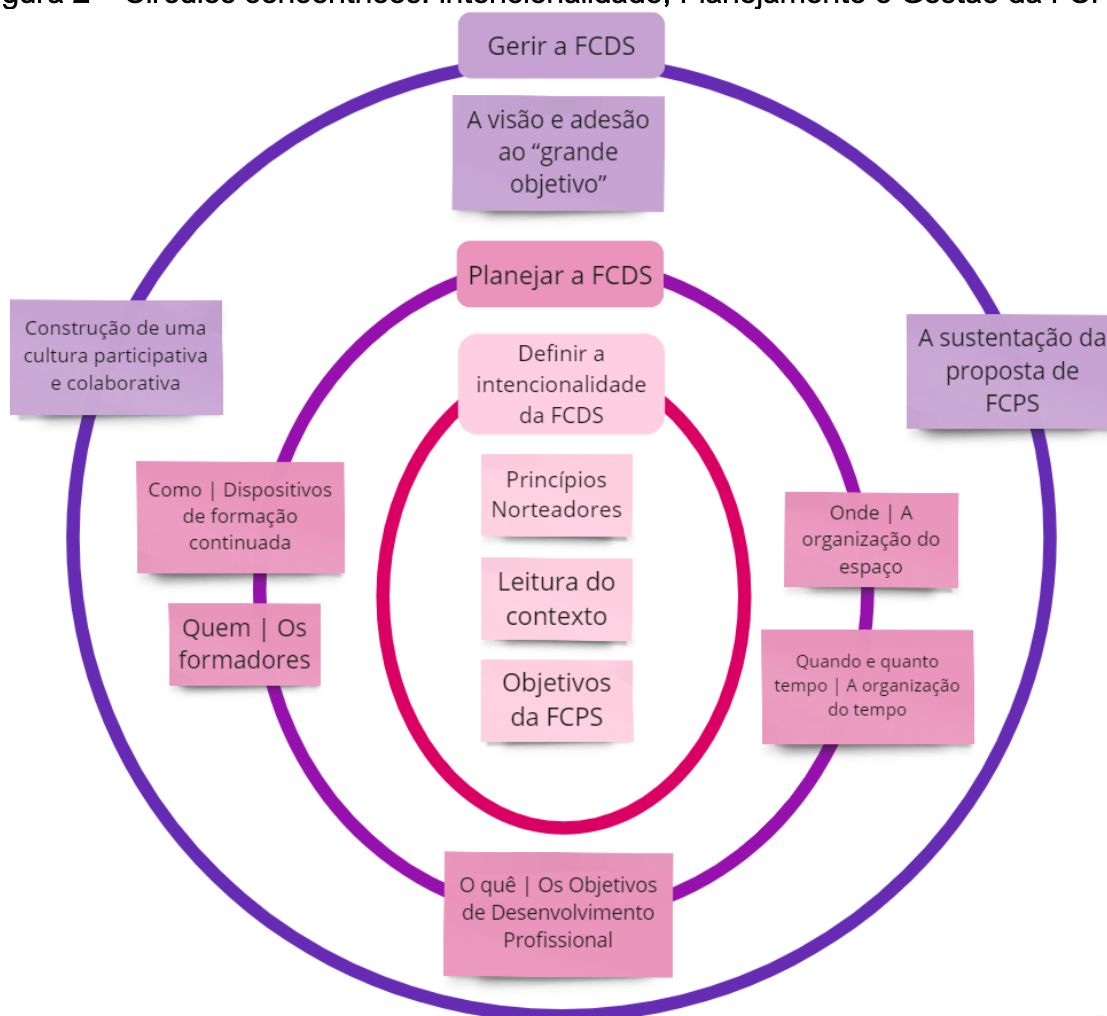 Gerir a FCDS
A visão e adesão
ao “grande
objetivo”
Planejar a FCDS
Construção de uma
cultura participativa
e colaborativa
A sustentação da
proposta de
FCPS
Definir a
intencionalidade
da FCDS
Princípios
Norteadores
Leitura do
contexto
Objetivos
da FCPS
Como | Dispositivos
de formação
continuada
Quem | Os
formadores
Onde | A
organização do
espaço
Quando e quanto
tempo | A organização
do tempo
O quê | Os Objetivos
de Desenvolvimento
Profissional